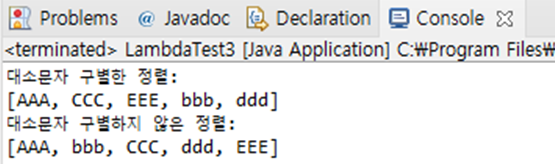 Problems @ Javadoc Declaration Console
<terminated> LambdaTest3 [Java Application] C:₩Program Files₩
대소문자 구별한 정렬:
[AAA, CCC, EEE, bbb, ddd]
대소문자 구별하지 않은 정렬:
[AAA, bbb, CCC, ddd, EEE]